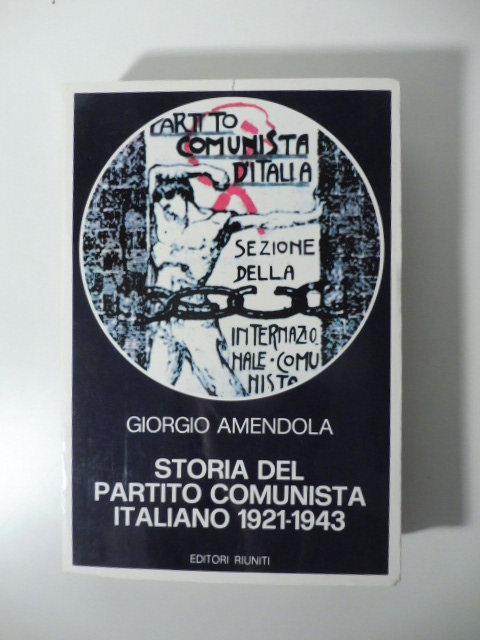 PARTITO
COMUNISTA
D'ITALIA
SEZIONE
DELLA
INTERNAZIO
NALE-COMU
NISTA
GIORGIO AMENDOLA
STORIA DEL
PARTITO COMUNISTA
ITALIANO 1921-1943
EDITORI RIUNITI